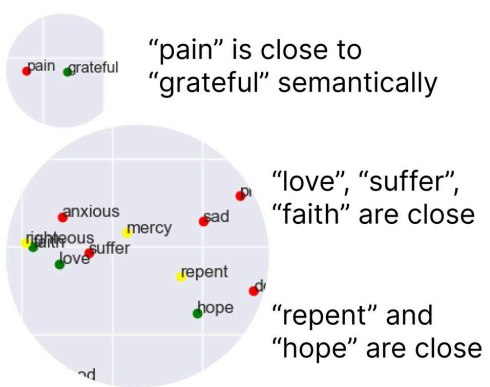 pain
grateful
“pain” is close to
“grateful” semantically
anxious
righteous
faith
love
suffer
mercy
sad
repent
hope
“love”, “suffer”,
“faith” are close
“repent” and
“hope” are close